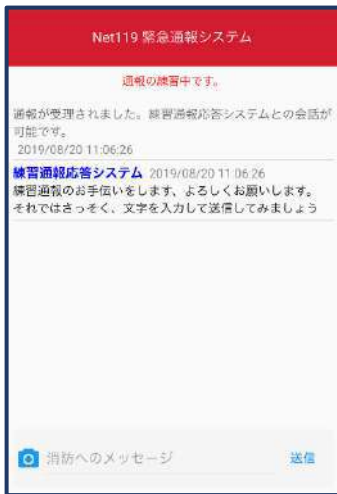 Net119 緊急通報システム
通報の練習中です。
通報が受理されました。練習通報応答システムとの会話が
可能です。
2019/08/20 11:06:26
練習通報応答システム 2019/08/20 11:06:26
練習通報のお手伝いをします、よろしくお願いします。
それではさっそく、文字を入力して送信してみましょう
消防へのメッセージ 送信